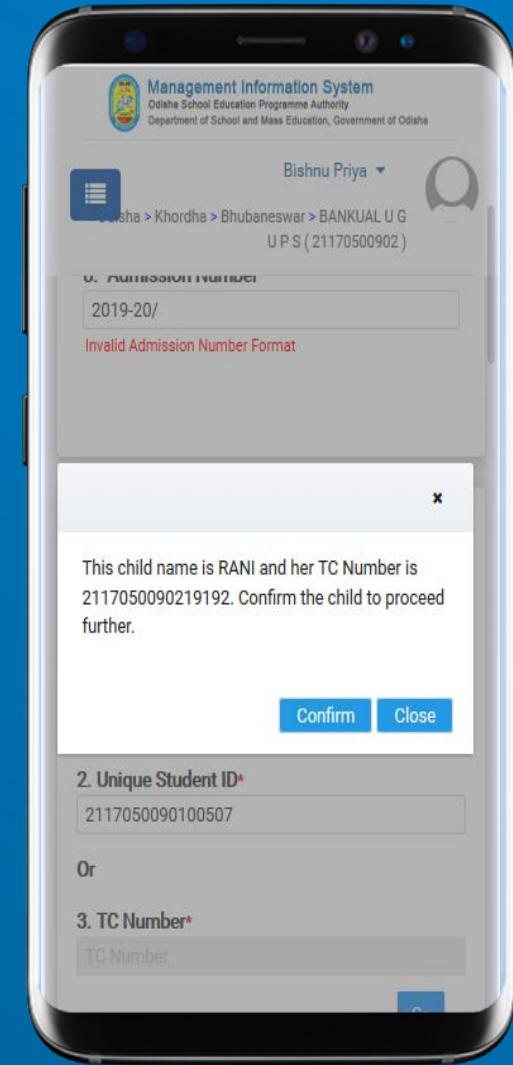 Management Information System
Odisha School Education Programme Authority
Department of School and Mass Education, Government of Odisha
Bishnu Priya
sha > Khordha > Bhubaneswar > BANKUAL U G
U P S ( 21170500902 )
Admission Number
2019-20/
Invalid Admission Number Format
×
This child name is RANI and her TC Number is
2117050090219192. Confirm the child to proceed
further.
Confirm Close
2. Unique Student ID*
2117050090100507
Or
3. TC Number*
TC Number